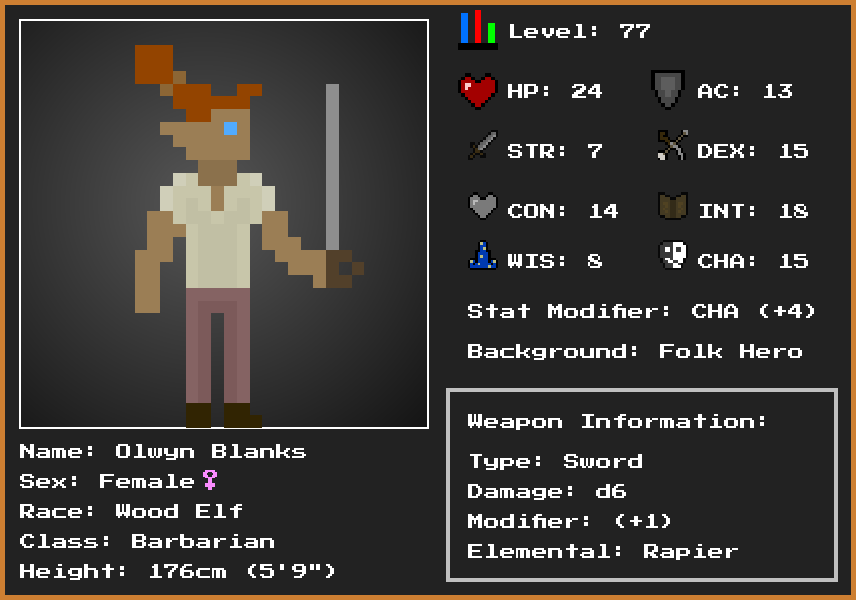 Level: 77
HP: 24 AC: 13
STR: 7 DEX: 15
CON: 14 INT: 18
WIS: 8 CHA: 15
Stat Modifier: CHA (+4)
Background: Folk Hero
Weapon Information:
Type: Sword
Damage: d6
Modifier: (+1)
Elemental: Rapier
Name: Olwyn Blanks
Sex: Female♀
Race: Wood Elf
Class: Barbarian
Height: 176cm (5'9")